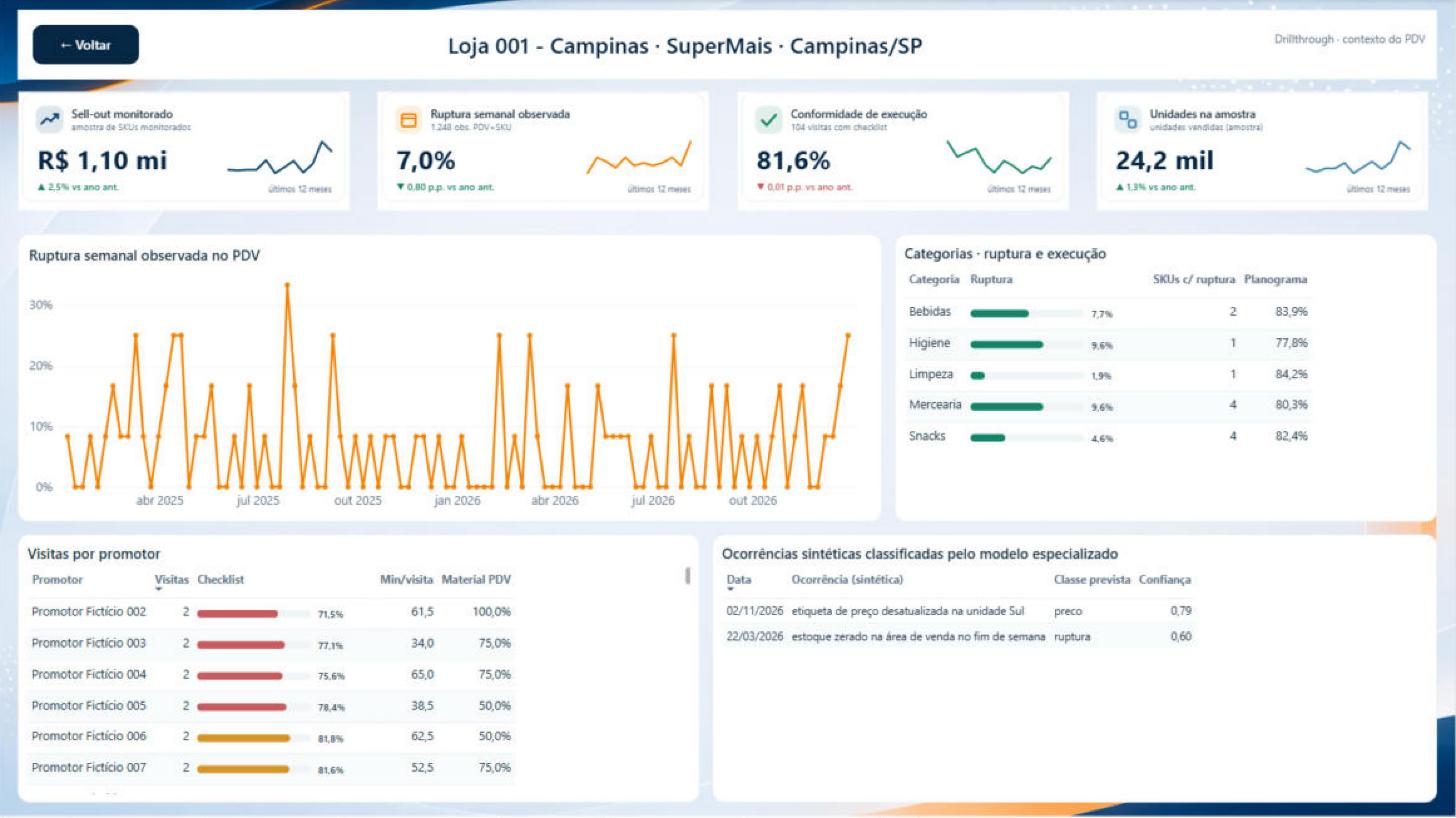 ← Voltar
Loja 001 - Campinas · SuperMais · Campinas/SP
Drillthrough · contexto do PDV
Sell-out monitorado
amostra de SKUs monitorados
R$ 1,10 mi
▲ 2,5% vs ano ant.
últimos 12 meses
Ruptura semanal observada
1.248 obs. PDV×SKU
7,0%
▼ 0,80 p.p. vs ano ant.
últimos 12 meses
Conformidade de execução
104 visitas com checklist
81,6%
▼ 0,01 p.p. vs ano ant.
últimos 12 meses
Unidades na amostra
unidades vendidas (amostra)
24,2 mil
▲ 1,3% vs ano ant.
últimos 12 meses
Ruptura semanal observada no PDV
30%
20%
10%
0%
abr 2025 jul 2025 out 2025 jan 2026 abr 2026 jul 2026 out 2026
Categorias · ruptura e execução
Categoria Ruptura SKUs c/ ruptura Planograma
Bebidas 7,7% 2 83,9%
Higiene 9,6% 1 77,8%
Limpeza 1,9% 1 84,2%
Mercearia 9,6% 4 80,3%
Snacks 4,6% 4 82,4%
Visitas por promotor
Promotor Visitas Checklist Min/visita Material PDV
Promotor Fictício 002 2 71,5% 61,5 100,0%
Promotor Fictício 003 2 77,1% 34,0 75,0%
Promotor Fictício 004 2 75,6% 65,0 75,0%
Promotor Fictício 005 2 78,4% 38,5 50,0%
Promotor Fictício 006 2 81,8% 62,5 50,0%
Promotor Fictício 007 2 81,6% 52,5 75,0%
Ocorrências sintéticas classificadas pelo modelo especializado
Data Ocorrência (sintética) Classe prevista Confiança
02/11/2026 etiqueta de preço desatualizada na unidade Sul preco 0,79
22/03/2026 estoque zerado na área de venda no fim de semana ruptura 0,60